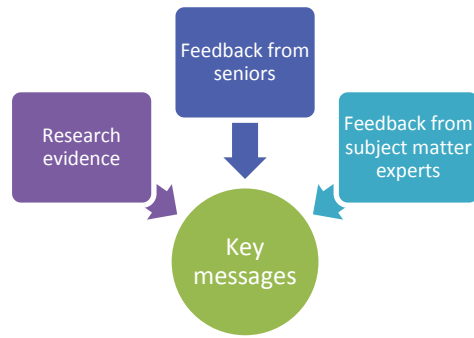 Feedback from
seniors
Research
evidence
Feedback from
subject matter
experts
Key
messages